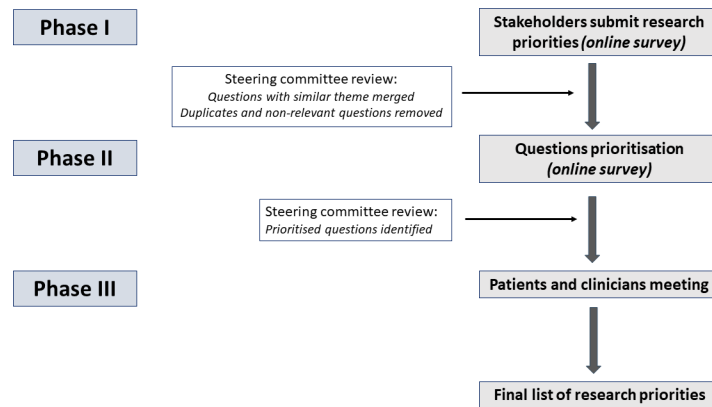 Phase I
Stakeholders submit research
priorities (online survey)
Steering committee review:
Questions with similar theme merged
Duplicates and non-relevant questions removed
Phase II
Questions prioritisation
(online survey)
Steering committee review:
Prioritised questions identified
Phase III
Patients and clinicians meeting
Final list of research priorities